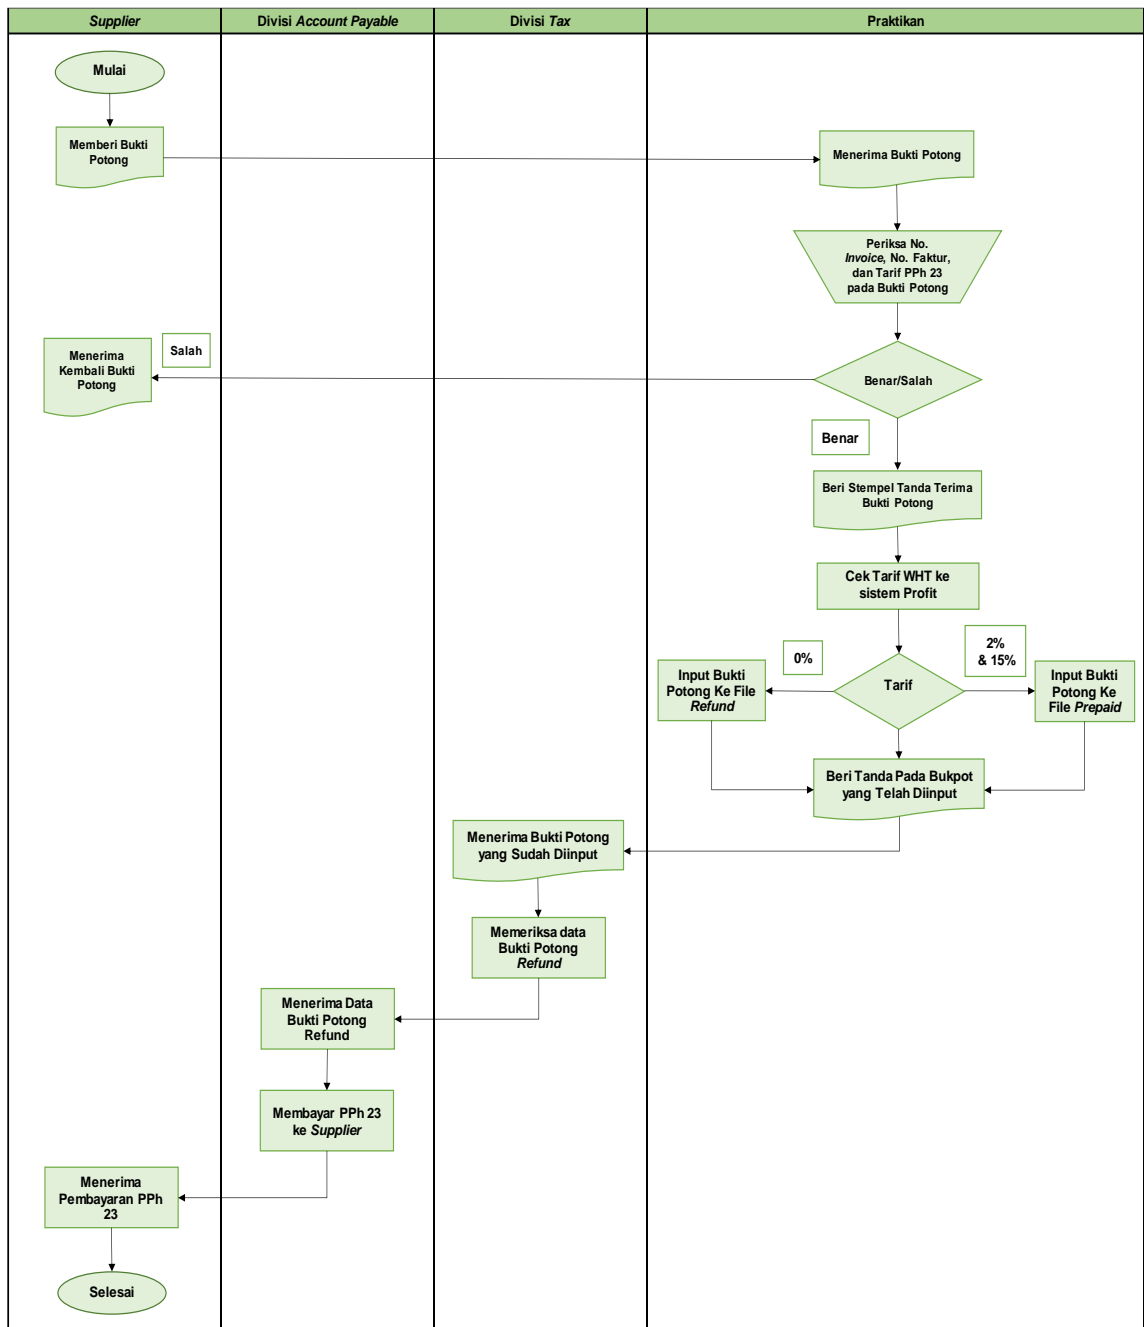 Supplier
Divisi Account Payable
Divisi Tax
Praktikan
Mulai
Memberi Bukti
Potong
Menerima Bukti Potong
Periksa No.
Invoice, No. Faktur,
dan Tarif PPh 23
pada Bukti Potong
Menerima
Kembali Bukti
Potong
Salah
Benar/Salah
Benar
Beri Stempel Tanda Terima
Bukti Potong
Cek Tarif WHT ke
sistem Profit
0%
2%
& 15%
Input Bukti
Potong Ke File
Refund
Tarif
Input Bukti
Potong Ke
File Prepaid
Beri Tanda Pada Bukpot
yang Telah Diinput
Menerima Bukti Potong
yang Sudah Diinput
Memeriksa data
Bukti Potong
Refund
Menerima Data
Bukti Potong
Refund
Membayar PPh 23
ke Supplier
Menerima
Pembayaran PPh
23
Selesai